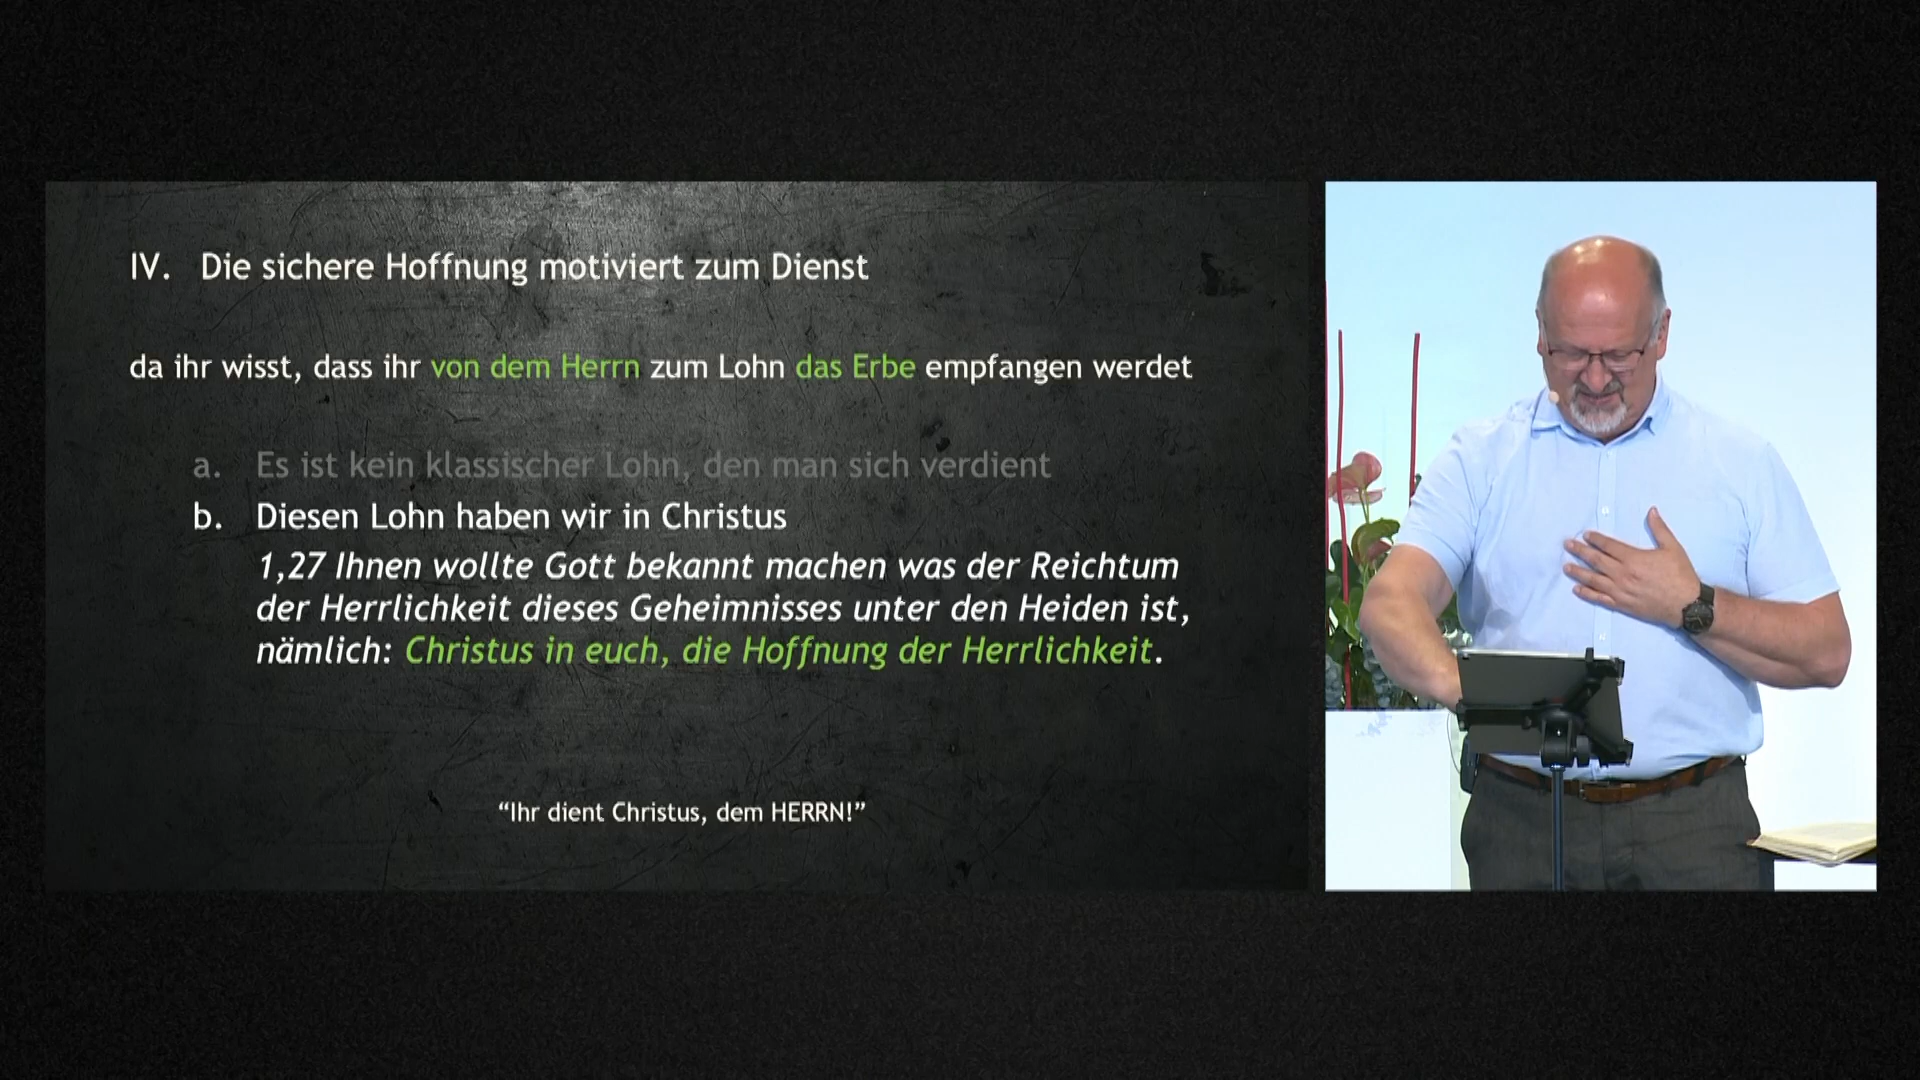 IV. Die sichere Hoffnung motiviert zum Dienst
da ihr wisst, dass ihr von dem Herrn zum Lohn das Erbe empfangen werdet
a. Es ist kein klassischer Lohn, den man sich verdient
b. Diesen Lohn haben wir in Christus
1,27 Ihnen wollte Gott bekannt machen was der Reichtum
der Herrlichkeit dieses Geheimnisses unter den Heiden ist,
nämlich: Christus in euch, die Hoffnung der Herrlichkeit.
“Ihr dient Christus, dem HERRN!”